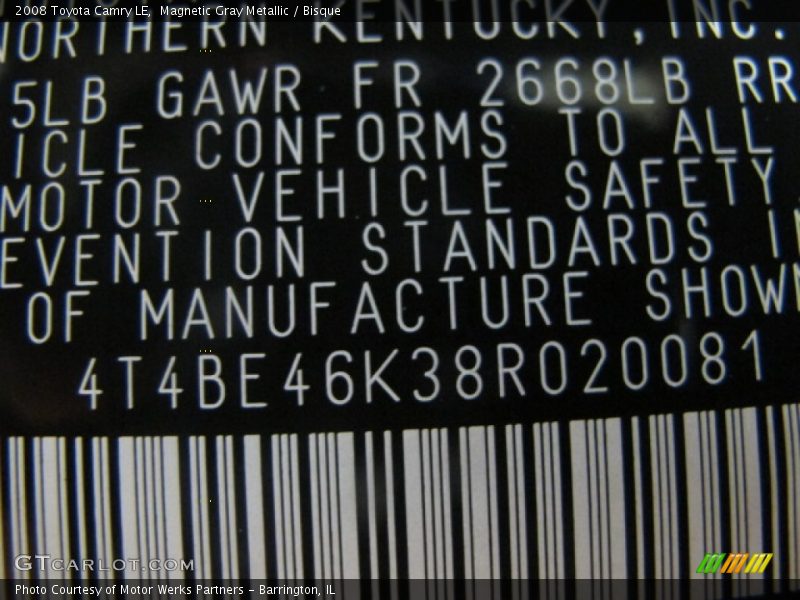 2008 Toyota Camry LE, Magnetic Gray Metallic / Bisque
NORTHERN KENTUCKY, INC.
5LB GAWR FR 2668LB RR
ICLE CONFORMS TO ALL
MOTOR VEHICLE SAFETY
EVENTION STANDARDS IN
OF MANUFACTURE SHOWN
4T4BE46K38R020081
GTCARLOT.COM
Photo Courtesy of Motor Werks Partners - Barrington, IL